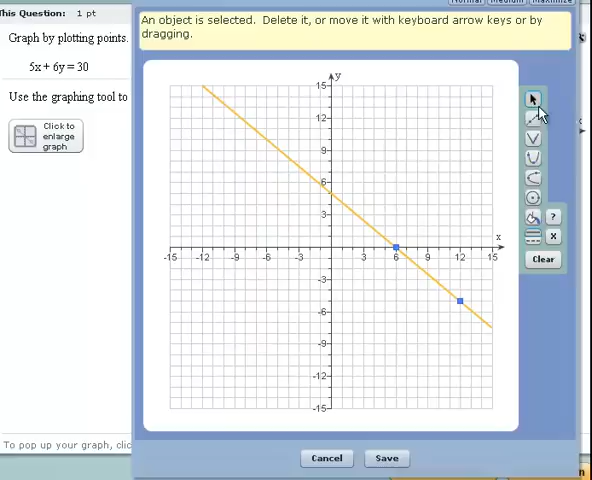 This Question: 1 pt
Normal Medium Maximize
An object is selected. Delete it, or move it with keyboard arrow keys or by
dragging.
Graph by plotting points.
5x + 6y = 30
Use the graphing tool to
Click to
enlarge
graph
y
15
12
9
6
3
x
-15 -12 -9 -6 -3 3 6 9 12 15
-3
-6
-9
-12
-15
?
x
Clear
To pop up your graph, clic
Cancel Save